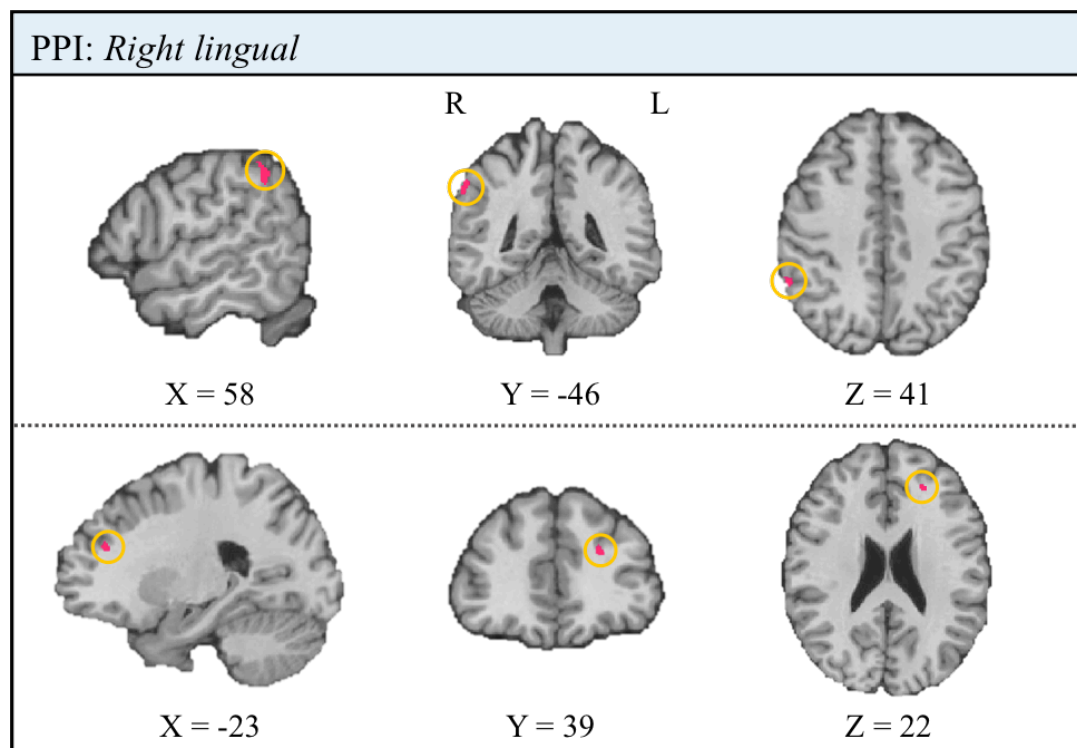 PPI: Right lingual
R L
X = 58 Y = -46 Z = 41
X = -23 Y = 39 Z = 22